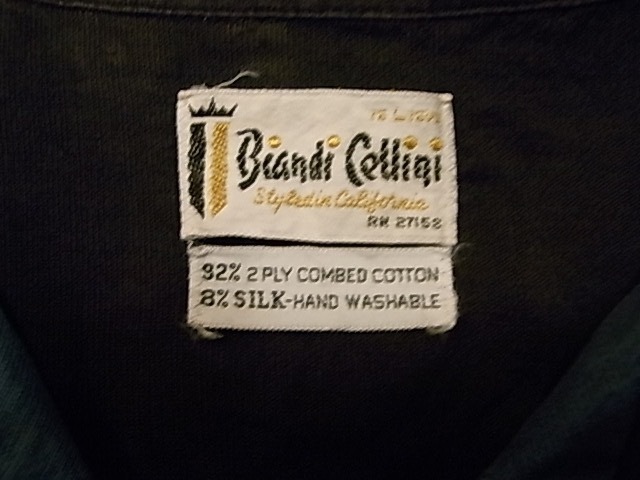 Biandi Cellini
Styled in California
RN 27152
92% 2 PLY COMBED COTTON
8% SILK-HAND WASHABLE